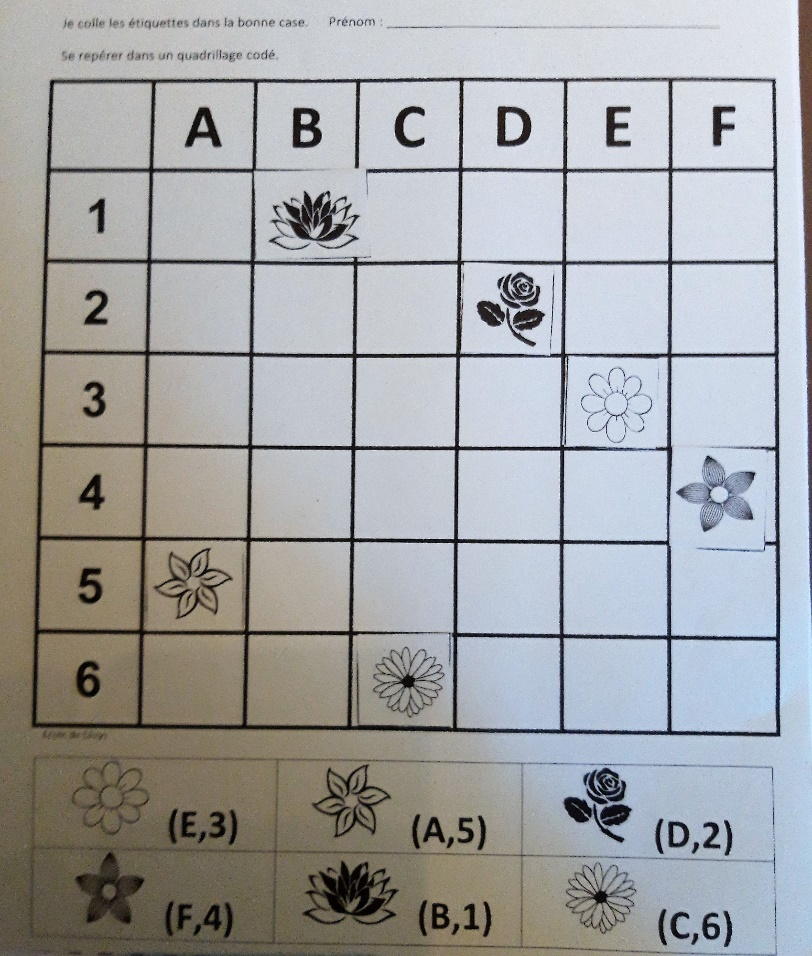 Je colle les étiquettes dans la bonne case. Prénom :
Se repérer dans un quadrillage codé.
A B C D E F
1
2
3
4
5
6
(E,3) (A,5) (D,2)
(F,4) (B,1) (C,6)